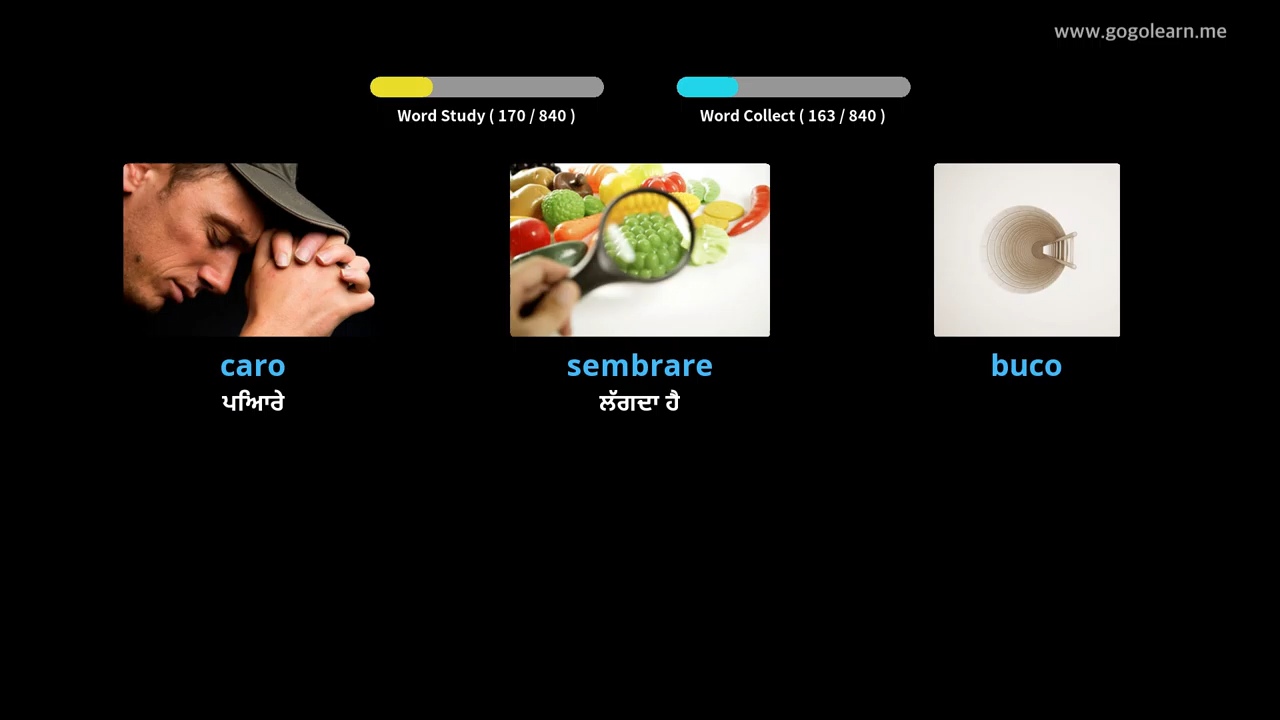 www.gogolearn.me
Word Study ( 170 / 840 )
Word Collect ( 163 / 840 )
caro
ਪਿਆਰੇ
sembrare
ਲੱਗਦਾ ਹੈ
buco